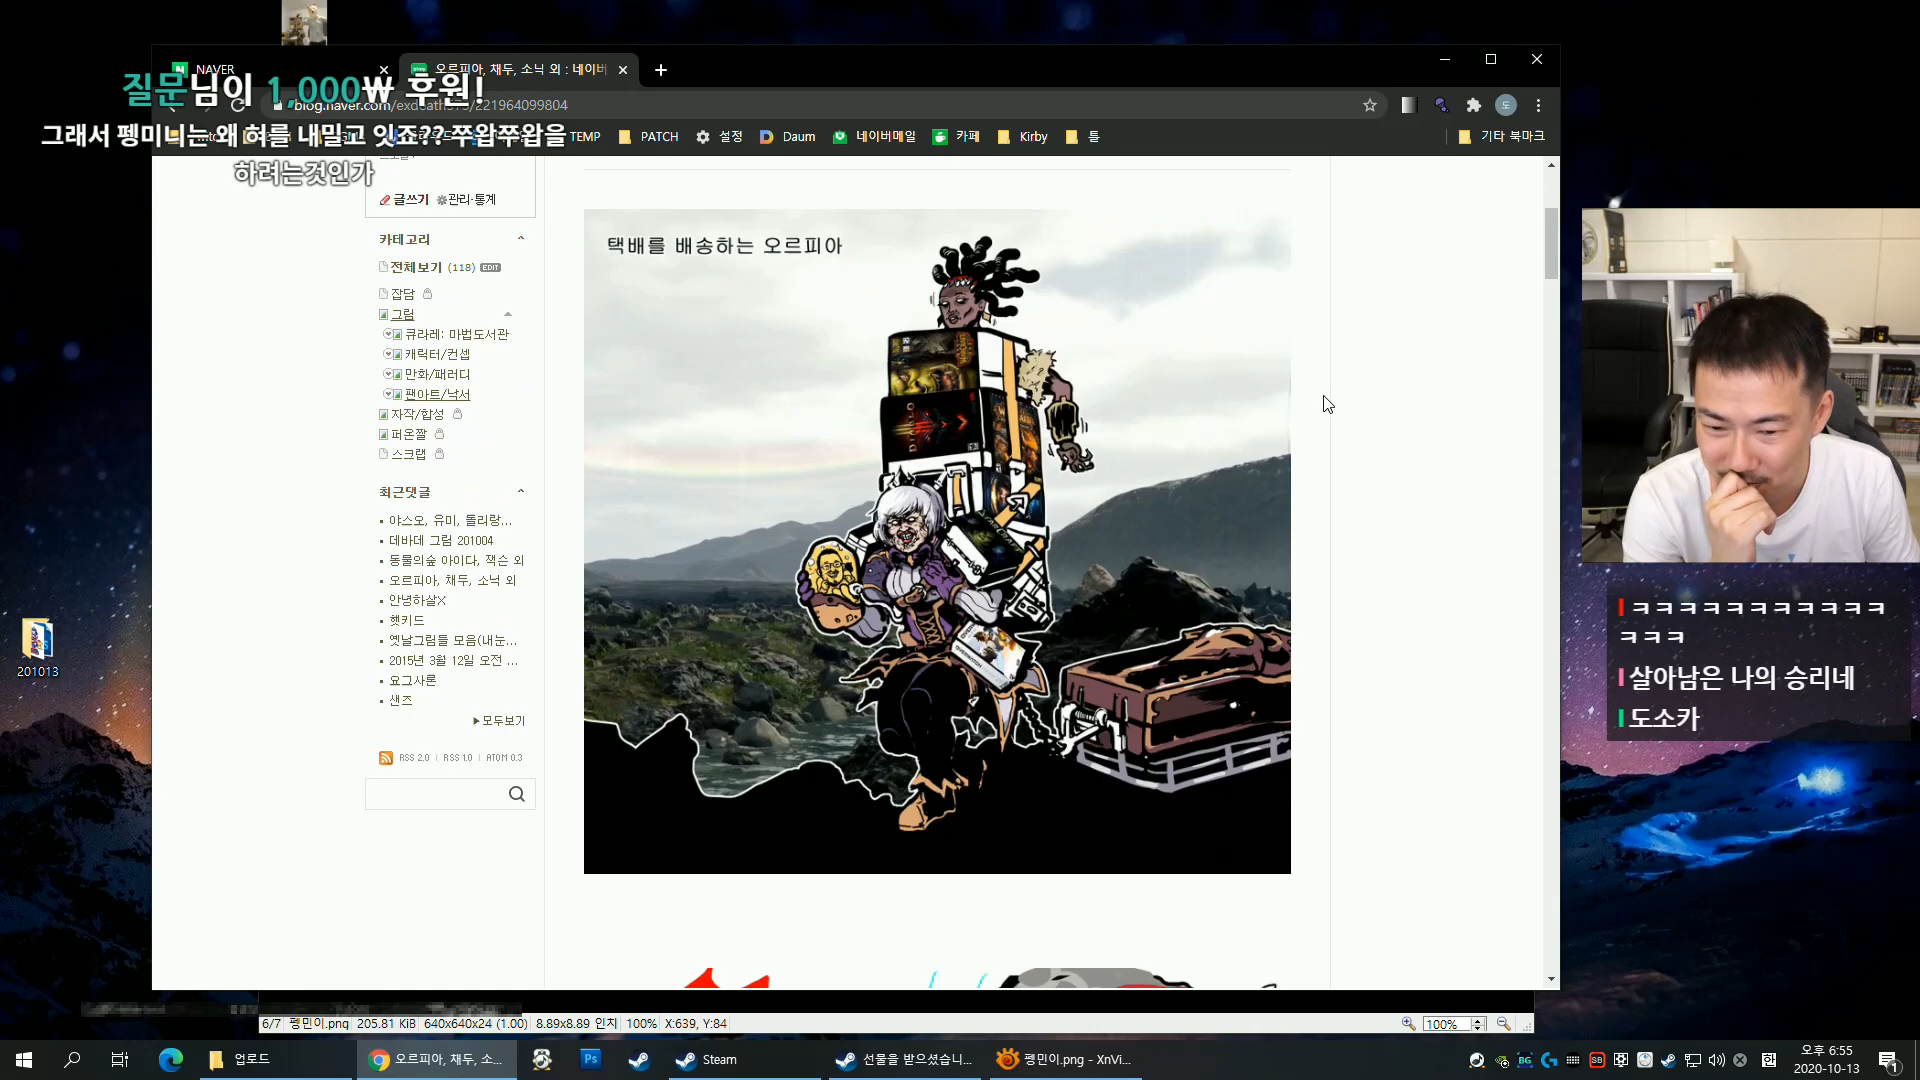 NAVER
오르피아, 채두, 소닉 외 : 네이버
질문님이 1,000₩ 후원!
blog.naver.com/exdeath573/221964099804
그래서 펭미니는 왜 혀를 내밀고 잇죠??-쭈왑쭈왑을
하려는것인가
TEMP
PATCH
설정
Daum
네이버메일
카페
Kirby
틀
기타 북마크
글쓰기 관리·통계
카테고리
전체보기 (118) EDIT
잡담
그림
큐라레: 마법도서관
캐릭터/컨셉
만화/패러디
팬아트/낙서
자작/합성
퍼온짤
스크랩
최근댓글
야스오, 유미, 돌리랑...
데바데 그림 201004
동물의숲 아이다, 잭슨 외
오르피아, 채두, 소닉 외
안녕하살X
햇키드
옛날그림들 모음(내눈...
2015년 3월 12일 오전 ...
요그사론
샌즈
▶모두보기
RSS 2.0 | RSS 1.0 | ATOM 0.3
택배를 배송하는 오르피아
DIABLO
OVERWATCH
201013
ㅋㅋㅋㅋㅋㅋㅋㅋㅋㅋㅋ
ㅋㅋㅋ
살아남은 나의 승리네
도소카
6/7 펭민이.png 205.81 KiB 640x640x24 (1.00) 8.89x8.89 인치 100% X:639, Y:84
100%
업로드
오르피아, 채두, 소...
Ps
Steam
선물을 받으셨습니...
펭민이.png - XnVi...
BG
SB
한
오후 6:55
2020-10-13
1